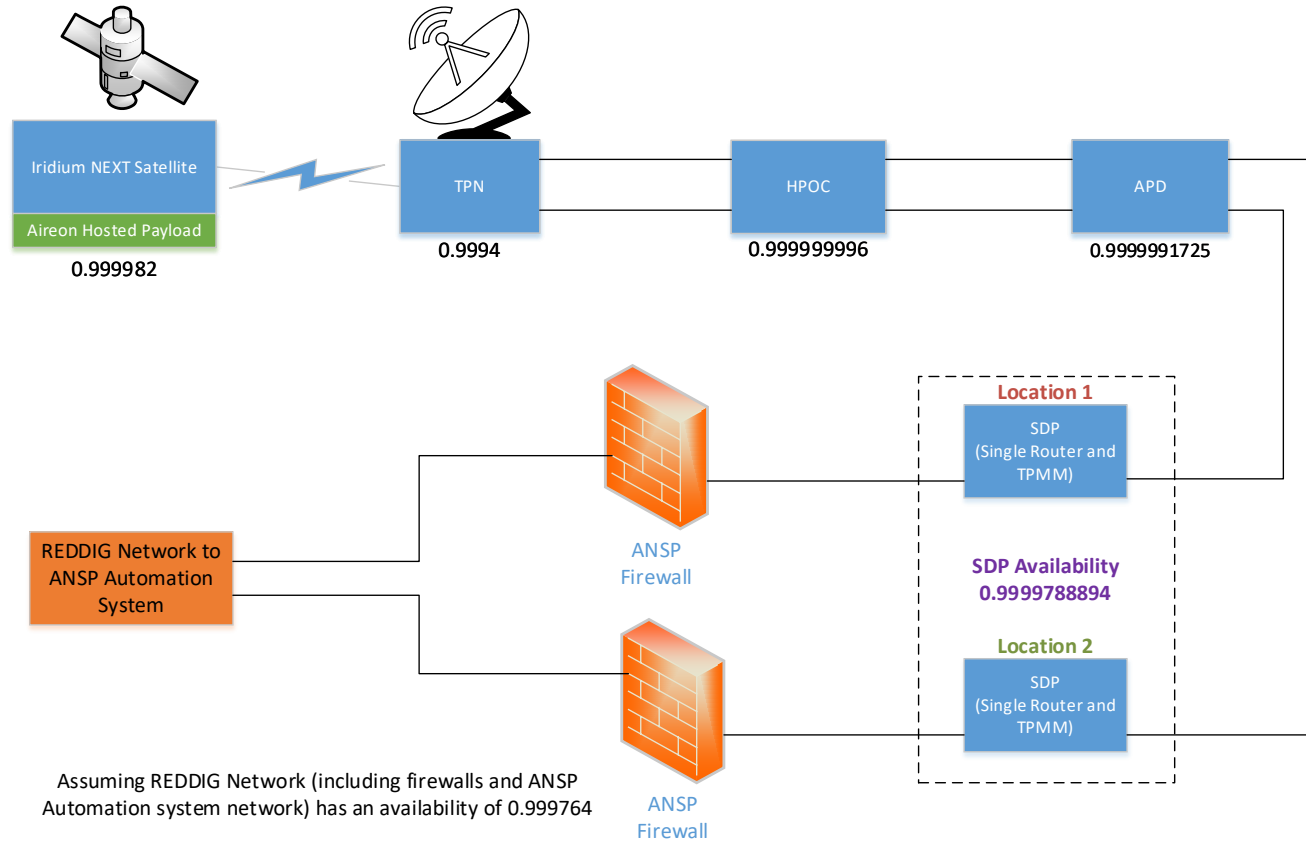 Iridium NEXT Satellite
Aireon Hosted Payload
0.999982
TPN
0.9994
HPOC
0.999999996
APD
0.9999991725
Location 1
SDP
(Single Router and
TPMM)
ANSP
Firewall
REDDIG Network to
ANSP Automation
System
SDP Availability
0.9999788894
Location 2
SDP
(Single Router and
TPMM)
Assuming REDDIG Network (including firewalls and ANSP
Automation system network) has an availability of 0.999764
ANSP
Firewall